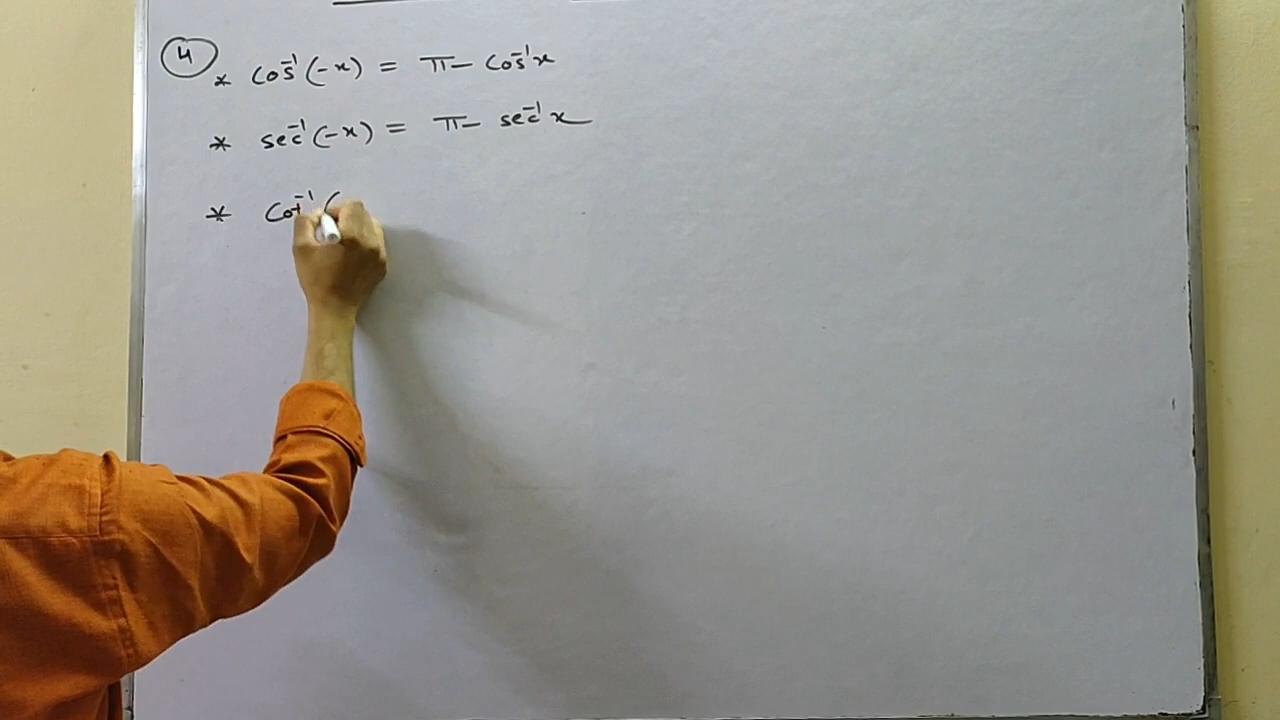 ④ * cos⁻¹(-x) = π - cos⁻¹x
* sec⁻¹(-x) = π - sec⁻¹x
* cot⁻¹(